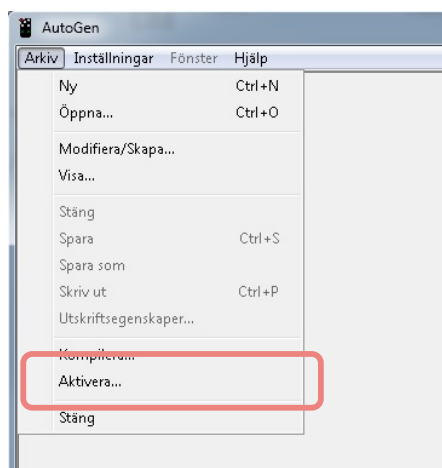 AutoGen
Arkiv Inställningar Fönster Hjälp
Ny Ctrl+N
Öppna... Ctrl+O
Modifiera/Skapa...
Visa...
Stäng
Spara Ctrl+S
Spara som
Skriv ut Ctrl+P
Utskriftsegenskaper...
Kompilera...
Aktivera...
Stäng